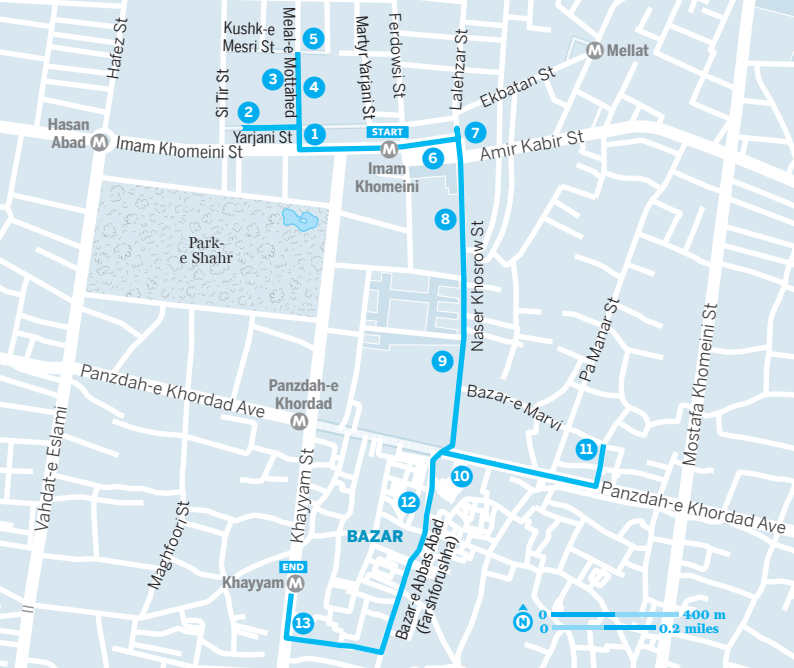 Hafez St
Kushk-e
Mesri St
Melal-e Mottahed
5
Martyr Yarjani St
Ferdowsi St
Lalehzar St
Mellat
M
Si Tir St
3
4
Ekbatan St
2
Hasan
Abad
M
Imam Khomeini St
Yarjani St
1
START
M
Imam
Khomeini
6
7
Amir Kabir St
8
Park-
e Shahr
Naser Khosrow St
Pa Manar St
Mostafa Khomeini St
9
Panzdah-e Khordad Ave
Panzdah-e
Khordad
M
Bazar-e Marvi
11
10
Panzdah-e Khordad Ave
Vahdat-e Eslami
Maghfoori St
Khayyam St
12
BAZAR
Bazar-e Abbas Abad
(Farshforushha)
END
Khayyam
M
13
N
0
400 m
0
0.2 miles